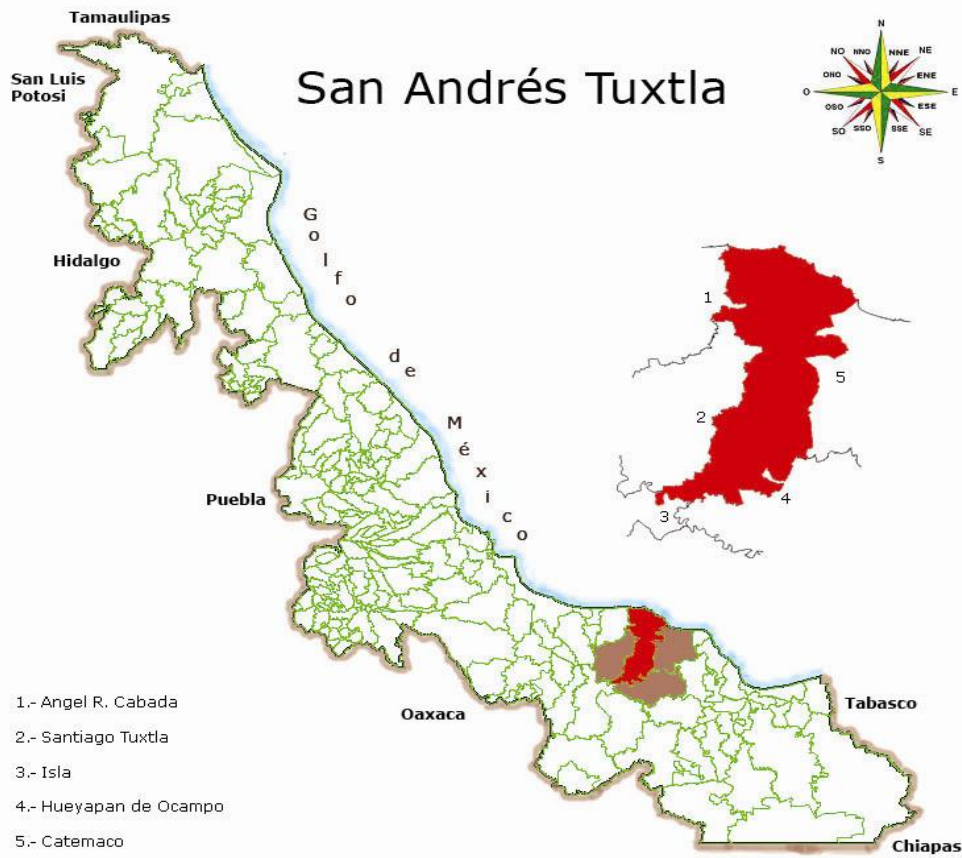 Tamaulipas
San Luis
Potosi
San Andrés Tuxtla
N
NNO
NNE
NO
NE
ONO
ENE
O
E
OSO
ESE
SO
SSO
SSE
SE
S
Golfo de México
Hidalgo
1
5
2
Puebla
4
3
Oaxaca
Tabasco
Chiapas
1.- Angel R. Cabada
2.- Santiago Tuxtla
3.- Isla
4.- Hueyapan de Ocampo
5.- Catemaco